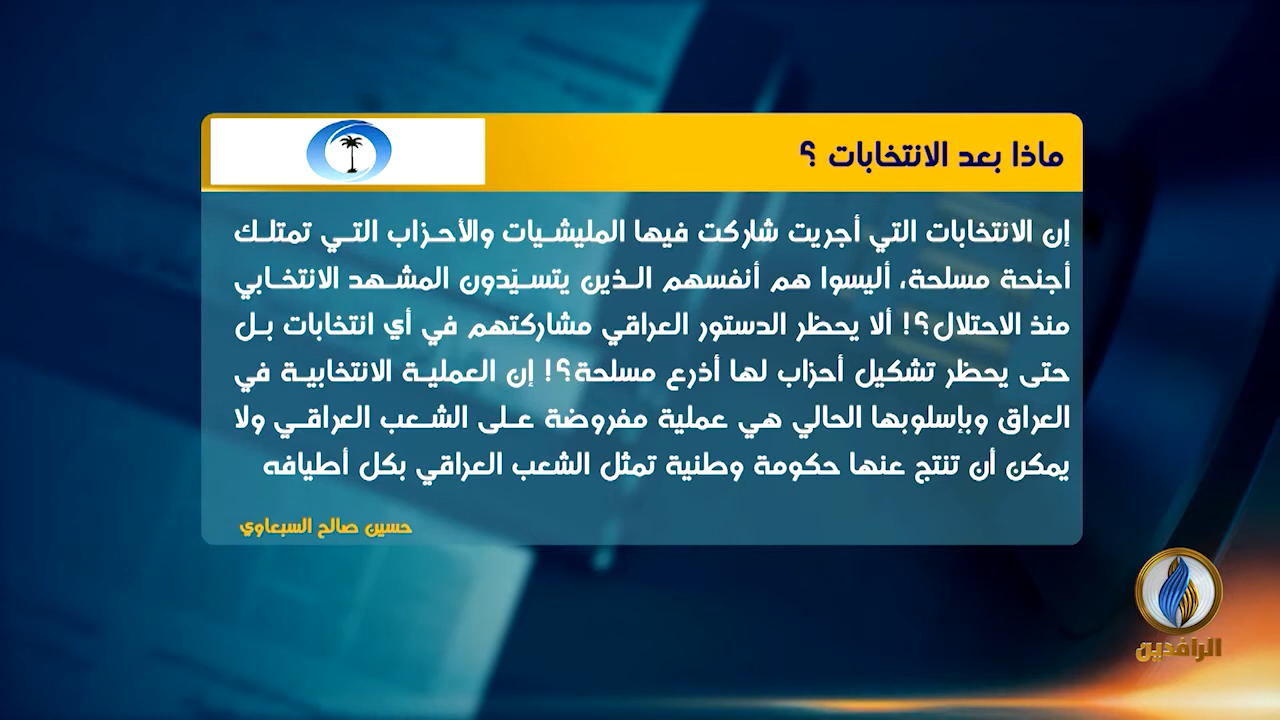 ماذا بعد الانتخابات ؟
إن الانتخابات التي أجريت شاركت فيها المليشيات والأحزاب التي تمتلك
أجنحة مسلحة، أليسوا هم أنفسهم الذين يتسيّدون المشهد الانتخابي
منذ الاحتلال؟! ألا يحظر الدستور العراقي مشاركتهم في أي انتخابات بل
حتى يحظر تشكيل أحزاب لها أذرع مسلحة؟! إن العملية الانتخابية في
العراق وبإسلوبها الحالي هي عملية مفروضة على الشعب العراقي ولا
يمكن أن تنتج عنها حكومة وطنية تمثل الشعب العراقي بكل أطيافه
حسين صالح السبعاوي
الرافدين